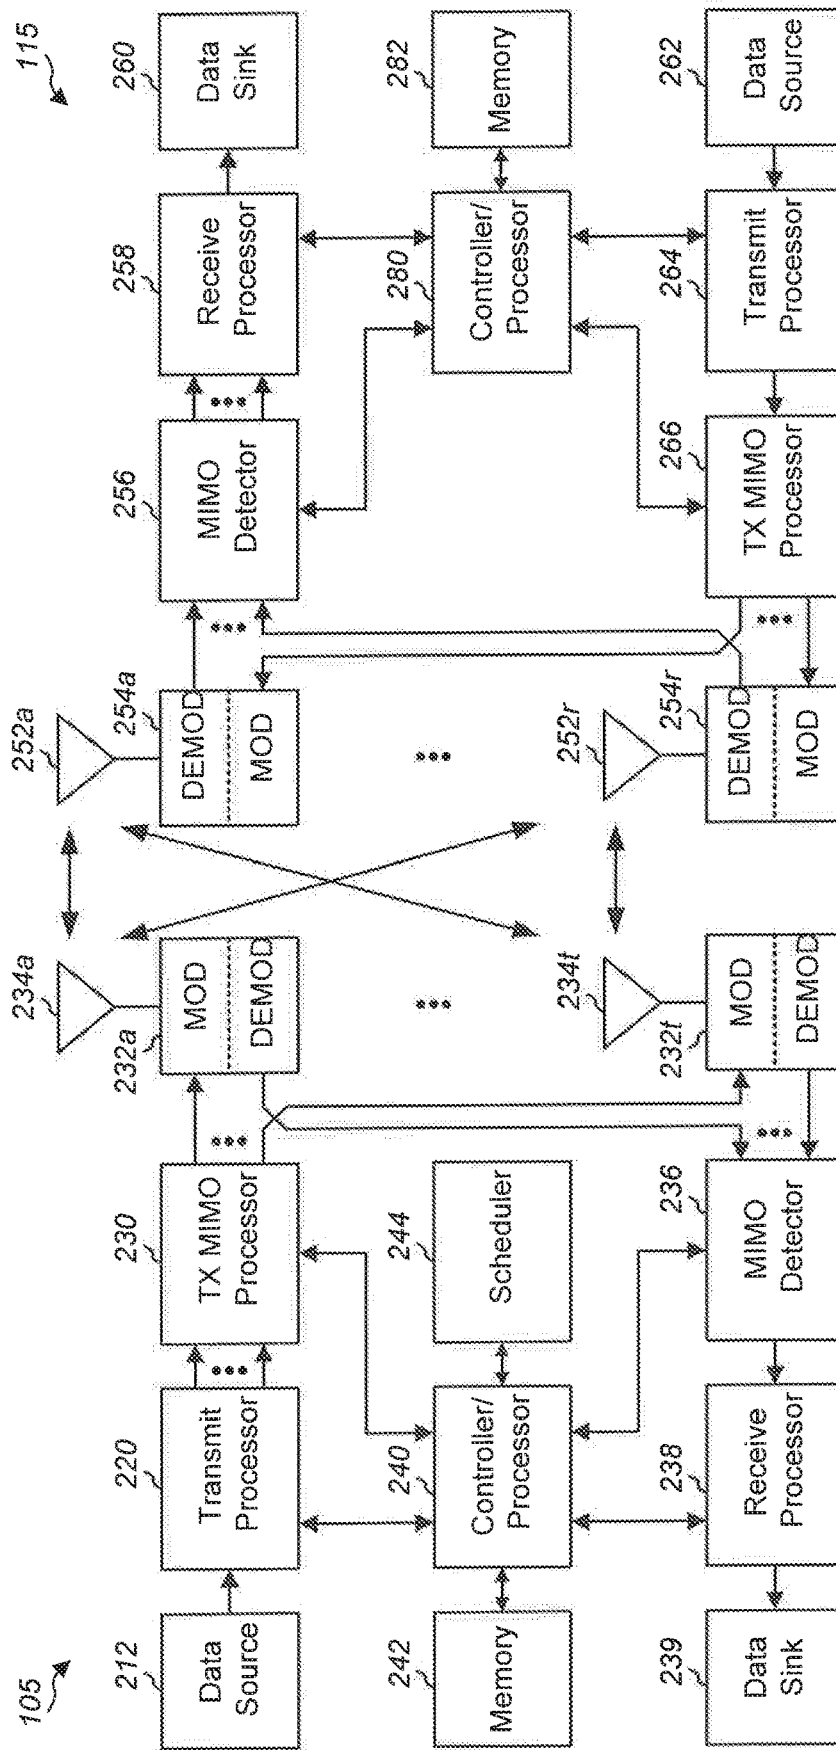 105
115
212
Data
Source
220
Transmit
Processor
230
TX MIMO
Processor
232a
MOD
DEMOD
234a
252a
254a
DEMOD
MOD
256
MIMO
Detector
258
Receive
Processor
260
Data
Sink
242
Memory
240
Controller/
Processor
244
Scheduler
280
Controller/
Processor
282
Memory
239
Data
Sink
238
Receive
Processor
236
MIMO
Detector
232t
MOD
DEMOD
234t
252r
254r
DEMOD
MOD
266
TX MIMO
Processor
264
Transmit
Processor
262
Data
Source